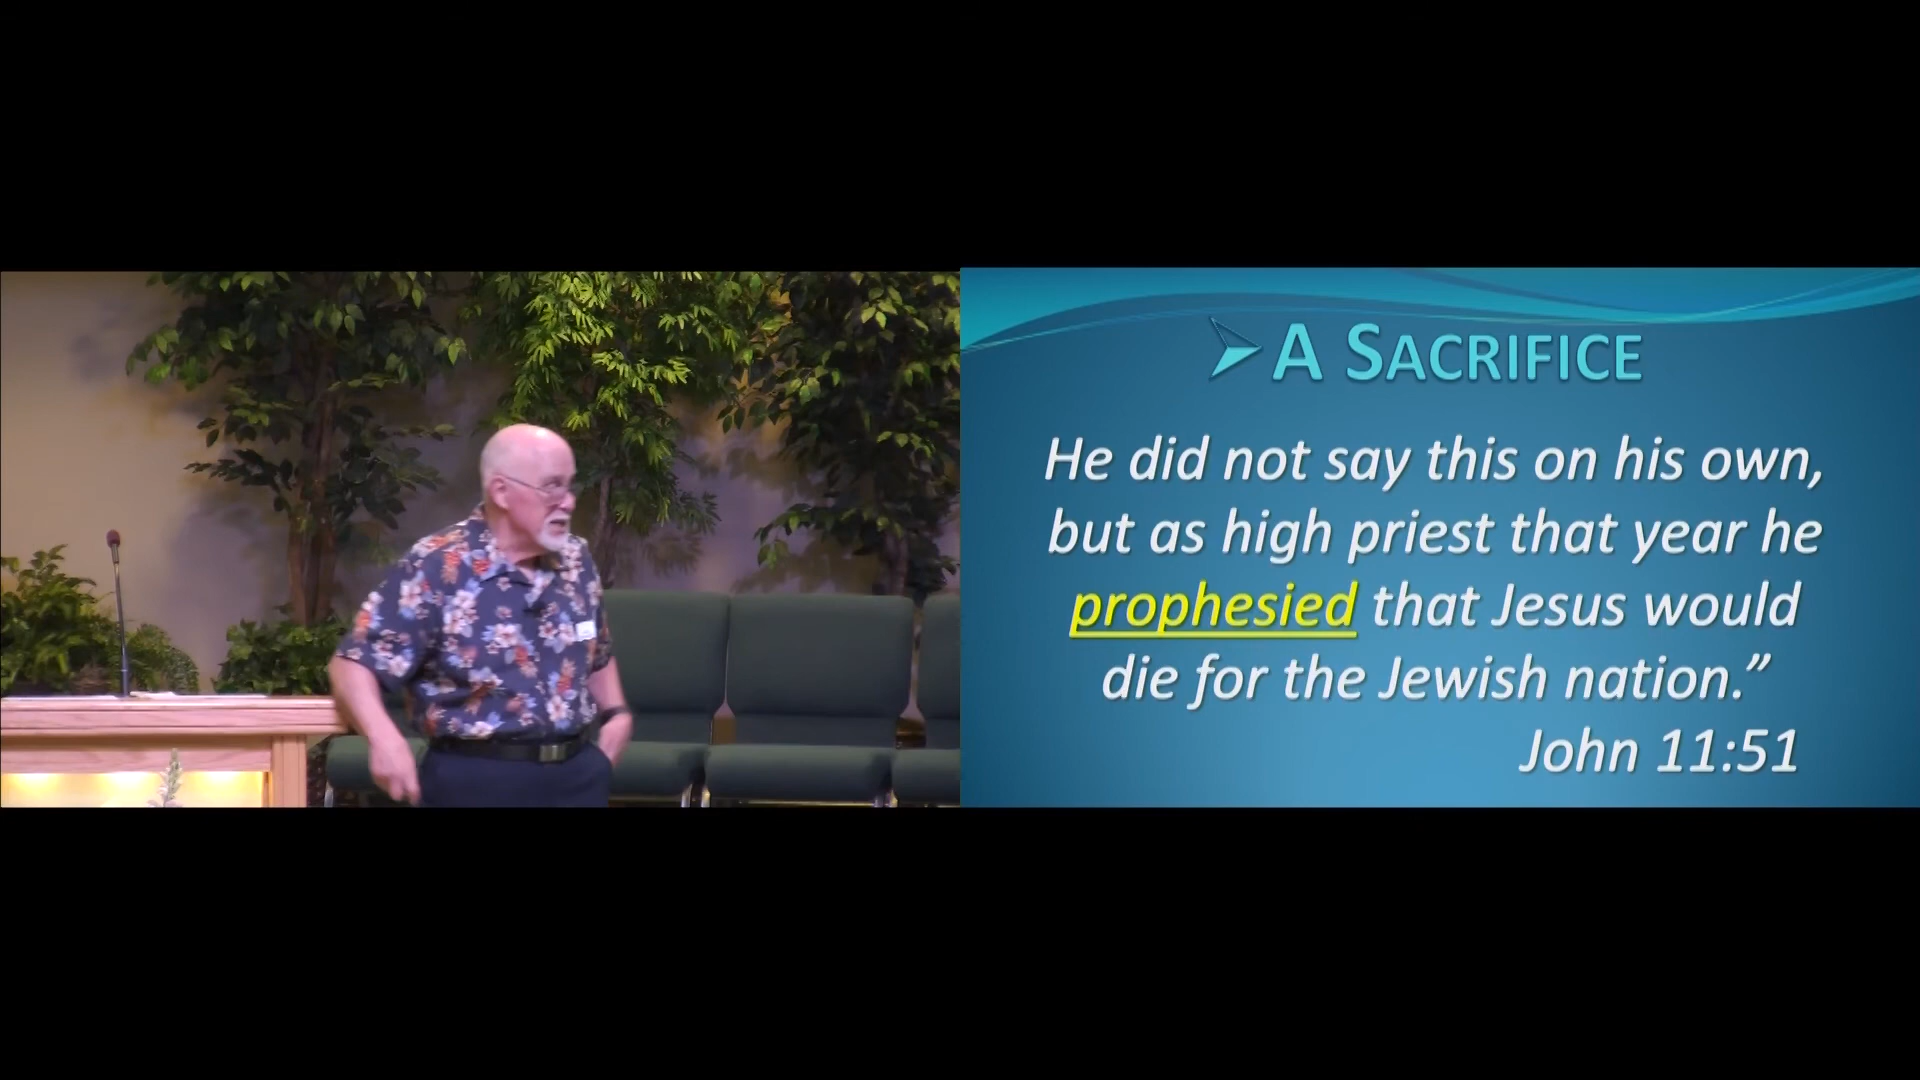 A SACRIFICE
He did not say this on his own,
but as high priest that year he
prophesied that Jesus would
die for the Jewish nation.”
John 11:51